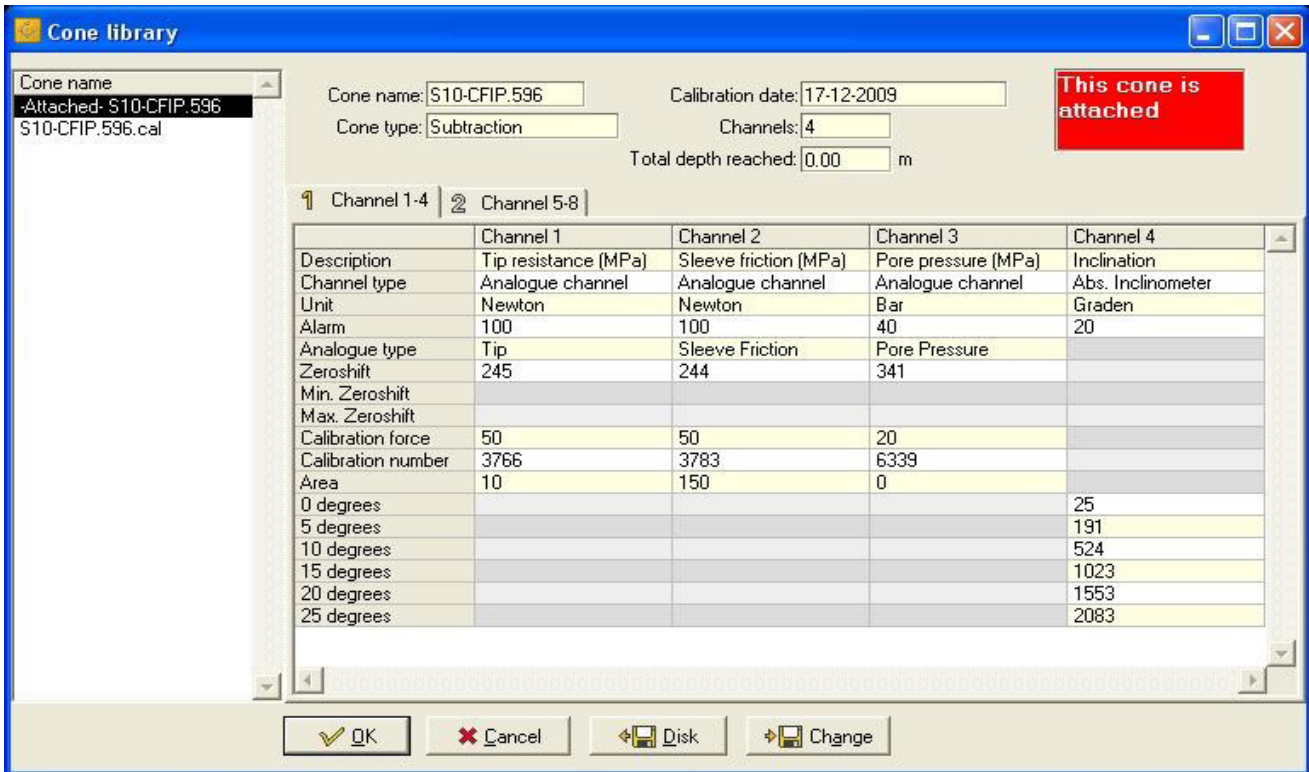 Cone library
Cone name
-Attached- S10-CFIP.596
S10-CFIP.596.cal
Cone name: S10-CFIP.596
Calibration date: 17-12-2009
This cone is
attached
Cone type: Subtraction
Channels: 4
Total depth reached: 0.00 m
1 Channel 1-4
2 Channel 5-8
Channel 1 Channel 2 Channel 3 Channel 4
Description Tip resistance (MPa) Sleeve friction (MPa) Pore pressure (MPa) Inclination
Channel type Analogue channel Analogue channel Analogue channel Abs. Inclinometer
Unit Newton Newton Bar Graden
Alarm 100 100 40 20
Analogue type Tip Sleeve Friction Pore Pressure
Zeroshift 245 244 341
Min. Zeroshift
Max. Zeroshift
Calibration force 50 50 20
Calibration number 3766 3783 6339
Area 10 150 0
0 degrees 25
5 degrees 191
10 degrees 524
15 degrees 1023
20 degrees 1553
25 degrees 2083
OK Cancel Disk Change